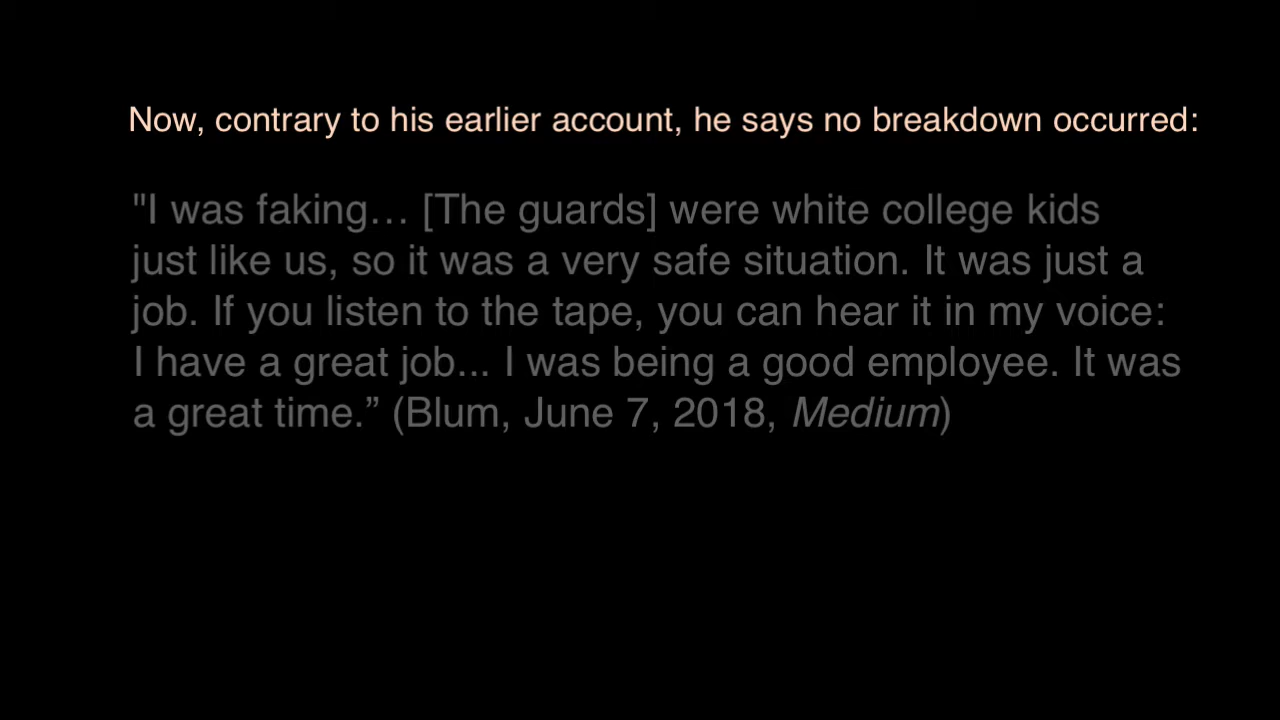 Now, contrary to his earlier account, he says no breakdown occurred:
"I was faking… [The guards] were white college kids
just like us, so it was a very safe situation. It was just a
job. If you listen to the tape, you can hear it in my voice:
I have a great job... I was being a good employee. It was
a great time.” (Blum, June 7, 2018, Medium)